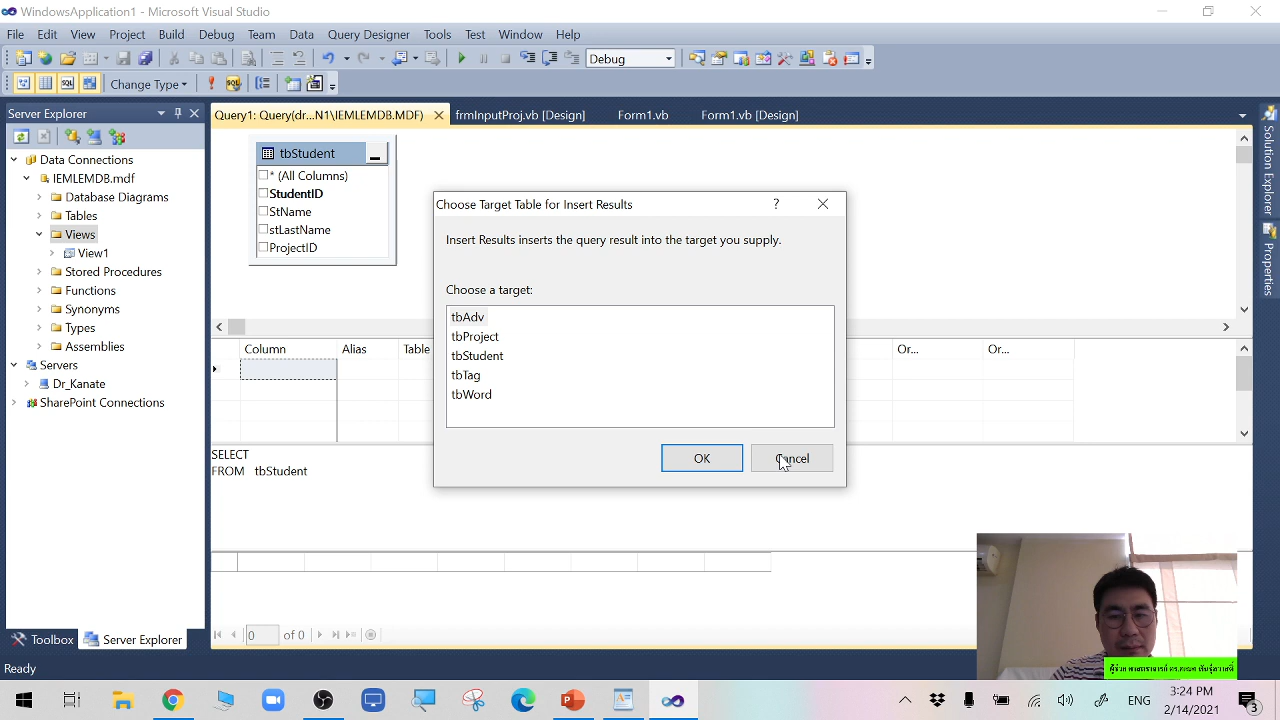 WindowsApplication1 - Microsoft Visual Studio
File Edit View Project Build Debug Team Data Query Designer Tools Test Window Help
Debug
Change Type
Server Explorer
Query1: Query(dr...N1\IEMLEMDB.MDF) frmInputProj.vb [Design] Form1.vb Form1.vb [Design]
Data Connections
IEMLEMDB.mdf
Database Diagrams
Tables
Views
View1
Stored Procedures
Functions
Synonyms
Types
Assemblies
Servers
Dr_Kanate
SharePoint Connections
tbStudent
* (All Columns)
StudentID
StName
stLastName
ProjectID
Choose Target Table for Insert Results
Insert Results inserts the query result into the target you supply.
Choose a target:
tbAdv
tbProject
tbStudent
tbTag
tbWord
OK Cancel
Column Alias Table Or... Or...
SELECT
FROM tbStudent
0 of 0
Solution Explorer
Properties
Toolbox Server Explorer
Ready
ENG
3:24 PM
2/14/2021
3